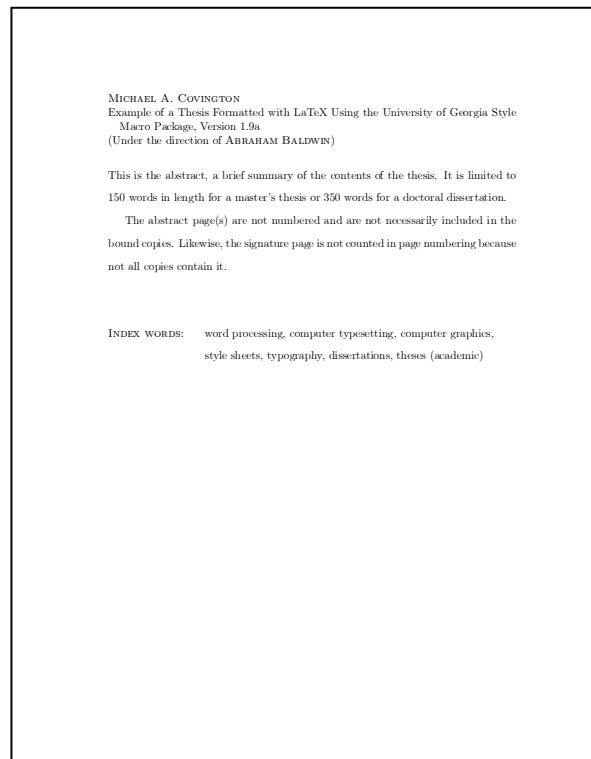 Michael A. Covington
Example of a Thesis Formatted with LaTeX Using the University of Georgia Style
Macro Package, Version 1.9a
(Under the direction of Abraham Baldwin)
This is the abstract, a brief summary of the contents of the thesis. It is limited to
150 words in length for a master's thesis or 350 words for a doctoral dissertation.
The abstract page(s) are not numbered and are not necessarily included in the
bound copies. Likewise, the signature page is not counted in page numbering because
not all copies contain it.
Index words: word processing, computer typesetting, computer graphics,
style sheets, typography, dissertations, theses (academic)